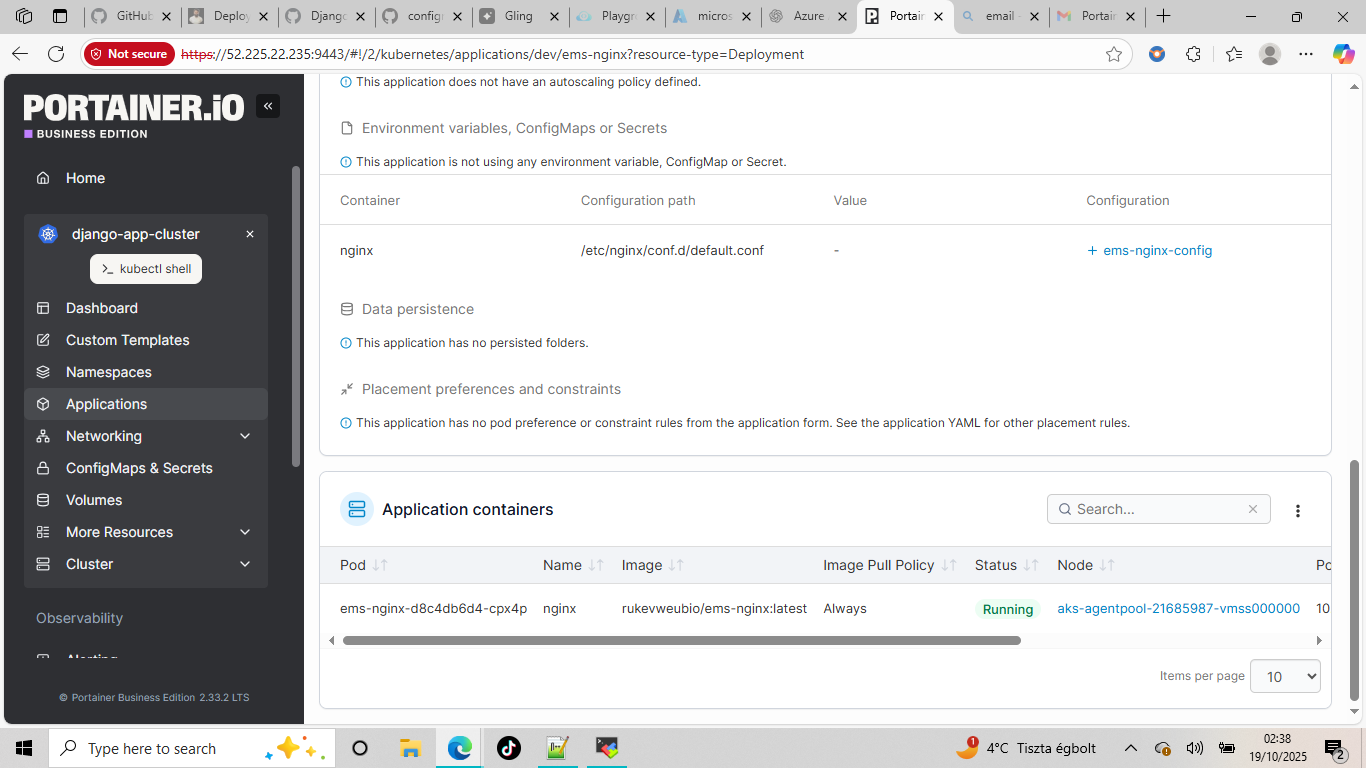 GitHub
Deploy
Django
config
Gling
Playgr
micros
Azure
Portair
email -
Portair
Not secure
https://52.225.22.235:9443/#!/2/kubernetes/applications/dev/ems-nginx?resource-type=Deployment
PORTAINER.iO
BUSINESS EDITION
Home
django-app-cluster
kubectl shell
Dashboard
Custom Templates
Namespaces
Applications
Networking
ConfigMaps & Secrets
Volumes
More Resources
Cluster
Observability
Alerting
© Portainer Business Edition 2.33.2 LTS
This application does not have an autoscaling policy defined.
Environment variables, ConfigMaps or Secrets
This application is not using any environment variable, ConfigMap or Secret.
Container Configuration path Value Configuration
nginx /etc/nginx/conf.d/default.conf - + ems-nginx-config
Data persistence
This application has no persisted folders.
Placement preferences and constraints
This application has no pod preference or constraint rules from the application form. See the application YAML for other placement rules.
Application containers
Search...
Pod Name Image Image Pull Policy Status Node Po
ems-nginx-d8c4db6d4-cpx4p nginx rukevweubio/ems-nginx:latest Always Running aks-agentpool-21685987-vmss000000 10
Items per page 10
Type here to search
1
4°C Tiszta égbolt
02:38
19/10/2025
2